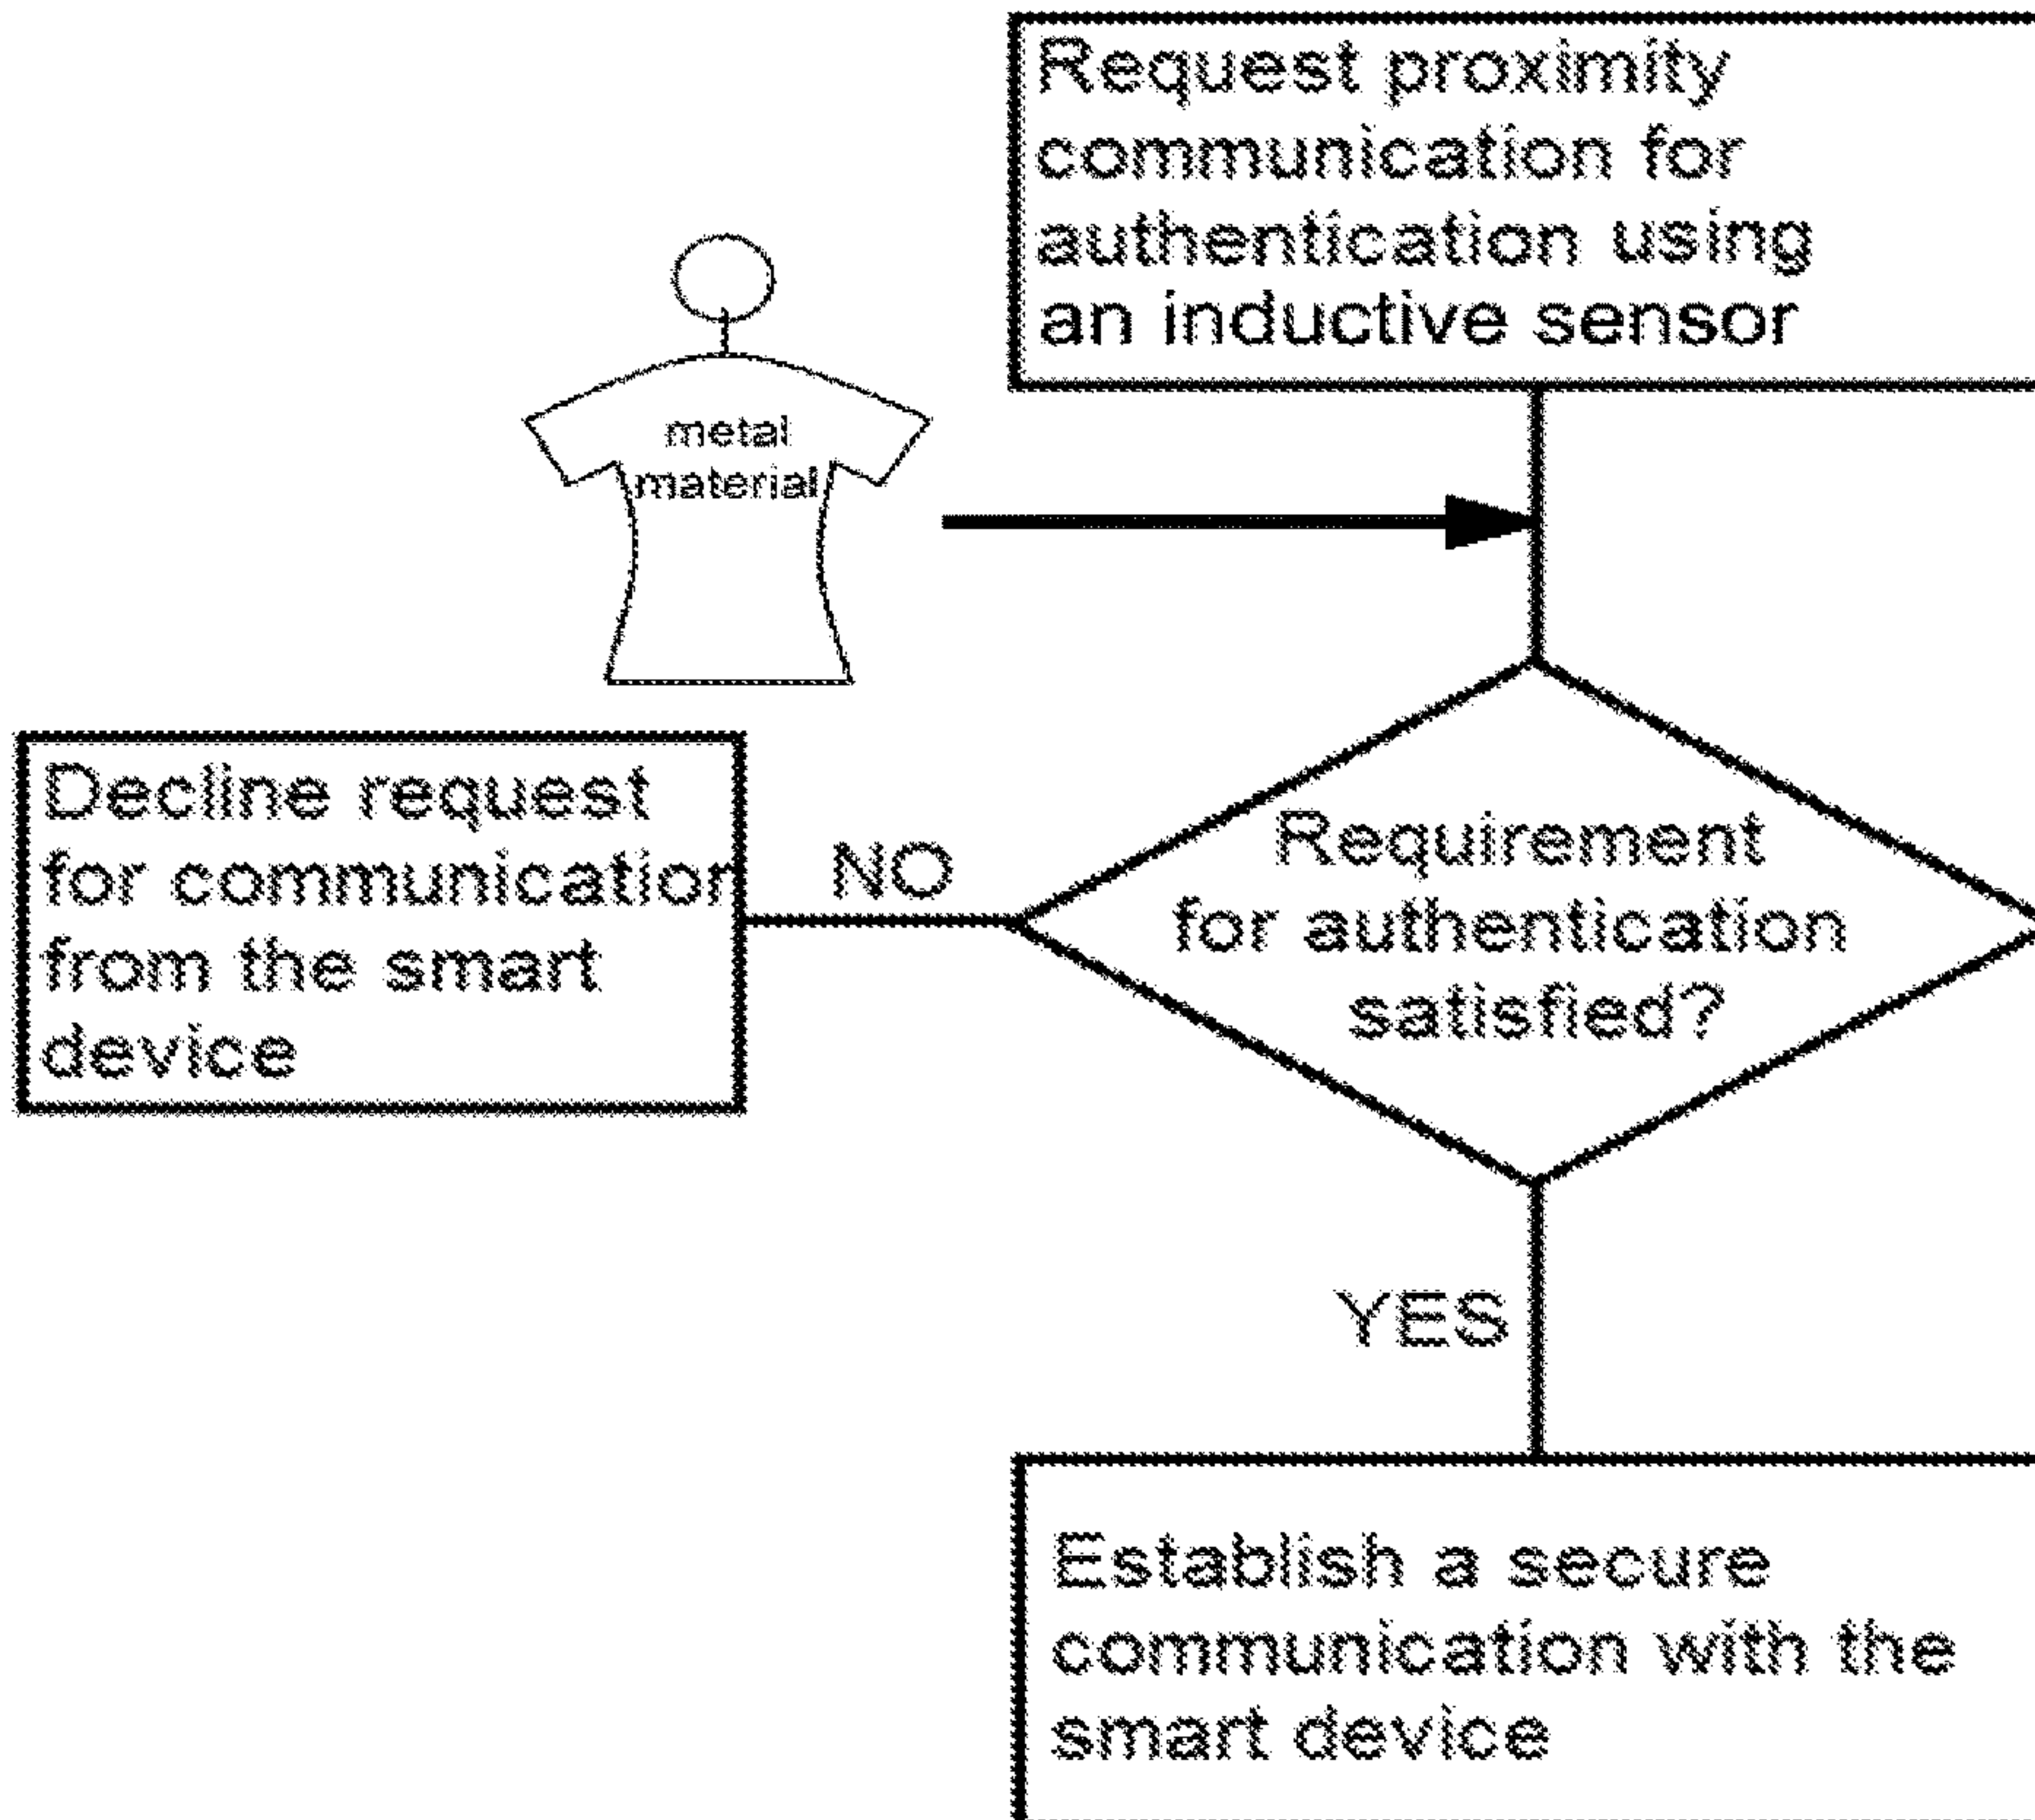 Request proximity
communication for
authentication using
an inductive sensor
metal
material
Decline request
for communication
from the smart
device
NO
Requirement
for authentication
satisfied?
YES
Establish a secure
communication with the
smart device